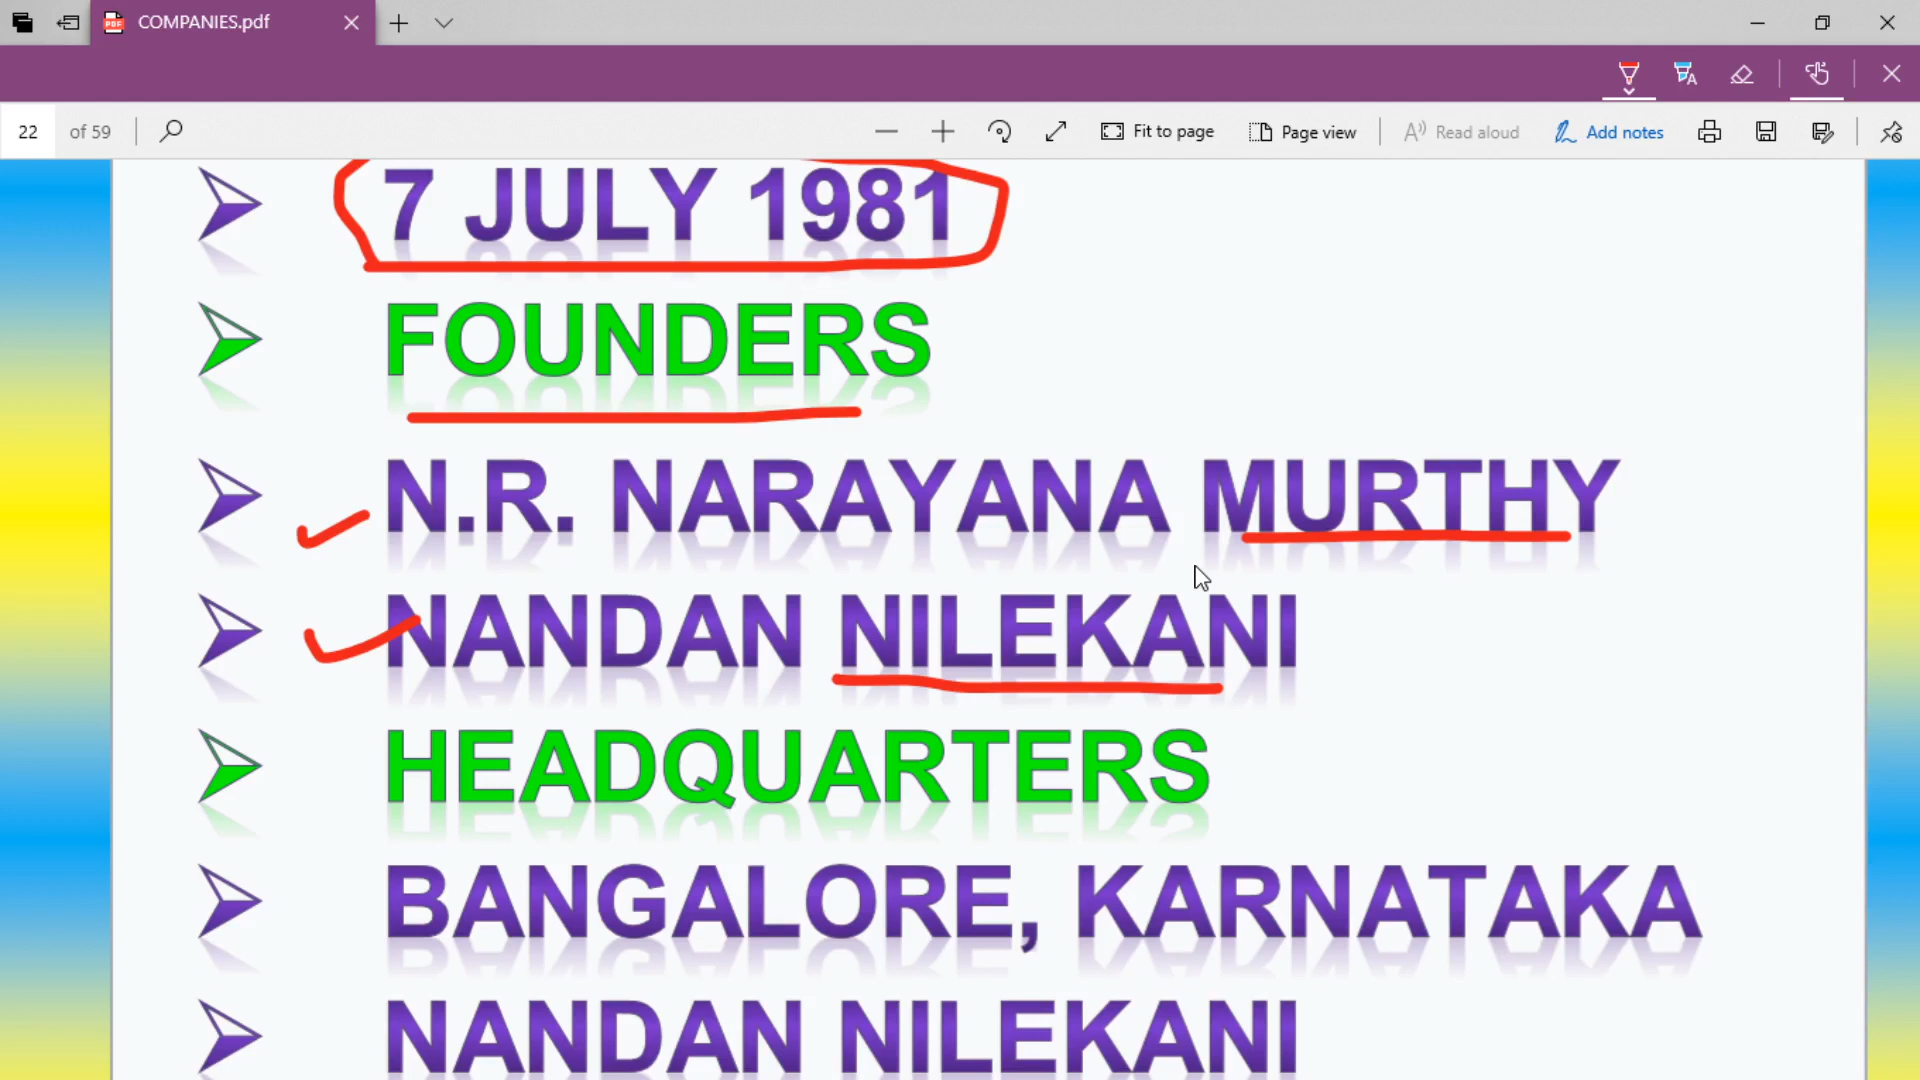 COMPANIES.pdf
22 of 59
Fit to page
Page view
Read aloud
Add notes
7 JULY 1981
FOUNDERS
N.R. NARAYANA MURTHY
NANDAN NILEKANI
HEADQUARTERS
BANGALORE, KARNATAKA
NANDAN NILEKANI